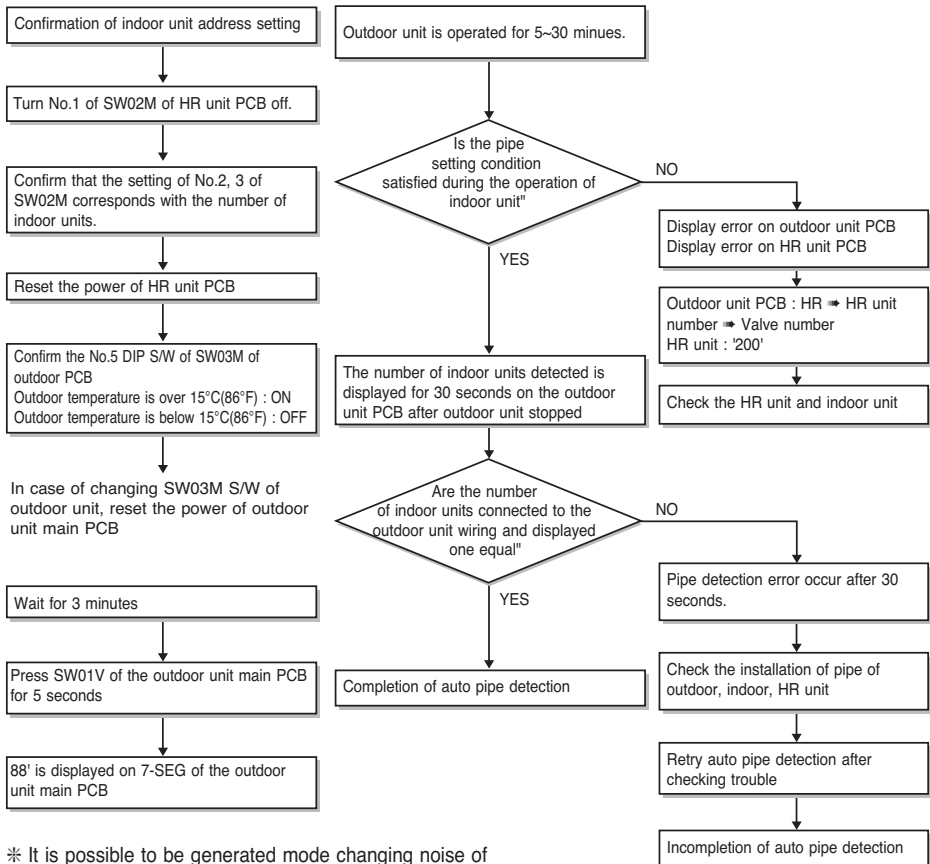 Confirmation of indoor unit address setting
Turn No.1 of SW02M of HR unit PCB off.
Confirm that the setting of No.2, 3 of
SW02M corresponds with the number of
indoor units.
Reset the power of HR unit PCB
Confirm the No.5 DIP S/W of SW03M of
outdoor PCB
Outdoor temperature is over 15°C(86°F) : ON
Outdoor temperature is below 15°C(86°F) : OFF
In case of changing SW03M S/W of
outdoor unit, reset the power of outdoor
unit main PCB
Wait for 3 minutes
Press SW01V of the outdoor unit main PCB
for 5 seconds
88' is displayed on 7-SEG of the outdoor
unit main PCB
❈ It is possible to be generated mode changing noise of
Outdoor unit is operated for 5~30 minues.
Is the pipe
setting condition
satisfied during the operation of
indoor unit"
NO
YES
The number of indoor units detected is
displayed for 30 seconds on the outdoor
unit PCB after outdoor unit stopped
Are the number
of indoor units connected to the
outdoor unit wiring and displayed
one equal"
NO
YES
Completion of auto pipe detection
Display error on outdoor unit PCB
Display error on HR unit PCB
Outdoor unit PCB : HR ➠ HR unit
number ➠ Valve number
HR unit : '200'
Check the HR unit and indoor unit
Pipe detection error occur after 30
seconds.
Check the installation of pipe of
outdoor, indoor, HR unit
Retry auto pipe detection after
checking trouble
Incompletion of auto pipe detection